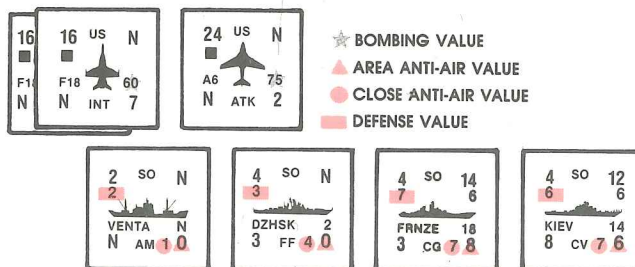 16
16 US N
F18
F18 60
N
N INT 7
24 US N
A6 75
N ATK 2
BOMBING VALUE
AREA ANTI-AIR VALUE
CLOSE ANTI-AIR VALUE
DEFENSE VALUE
2 SO N
2
VENTA N
N AM 1 0
4 SO N
3
DZHSK 2
3 FF 4 0
4 SO 14
7 6
FRNZE 18
3 CG 7 8
4 SO 12
6 6
KIEV 14
8 CV 7 6